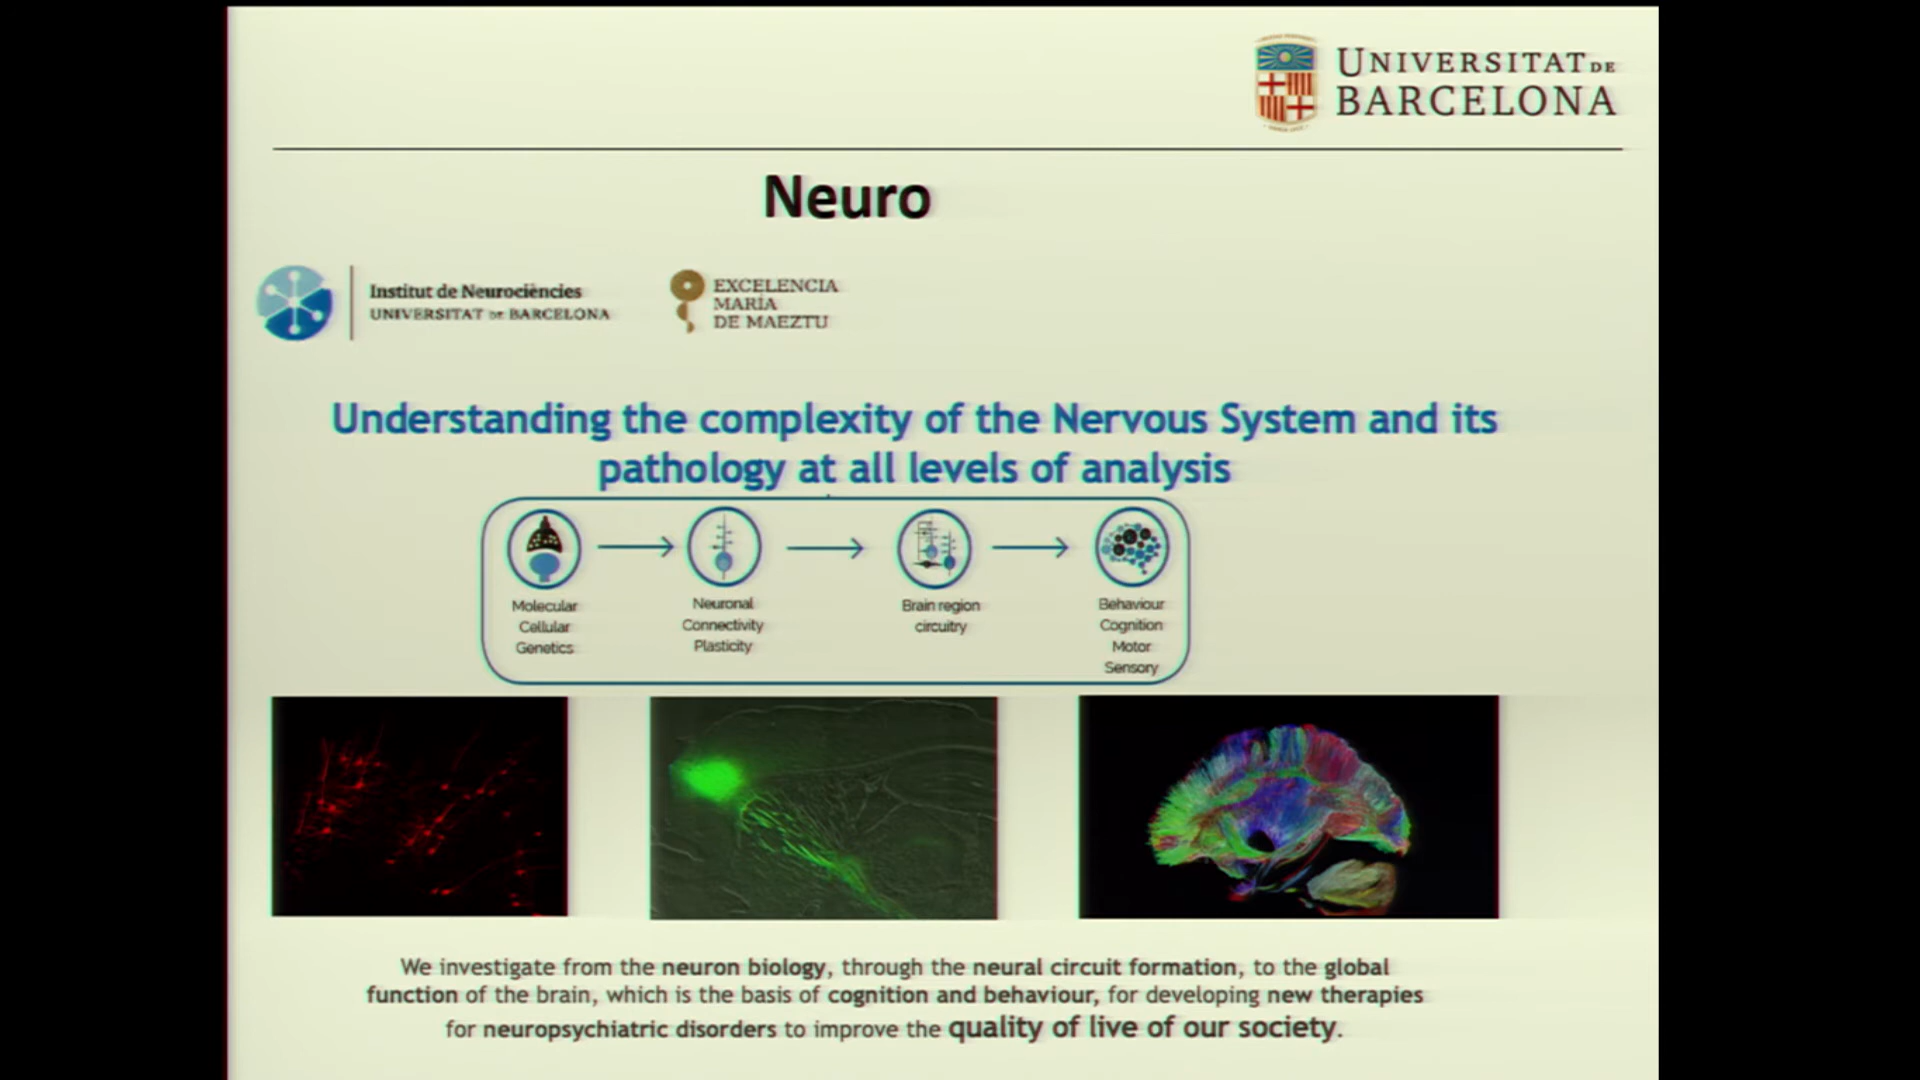 UNIVERSITAT DE
BARCELONA
Neuro
Institut de Neurociències
UNIVERSITAT DE BARCELONA
EXCELENCIA
MARÍA
DE MAEZTU
Understanding the complexity of the Nervous System and its
pathology at all levels of analysis
Molecular
Cellular
Genetics
Neuronal
Connectivity
Plasticity
Brain region
circuitry
Behaviour
Cognition
Motor
Sensory
We investigate from the neuron biology, through the neural circuit formation, to the global
function of the brain, which is the basis of cognition and behaviour, for developing new therapies
for neuropsychiatric disorders to improve the quality of live of our society.